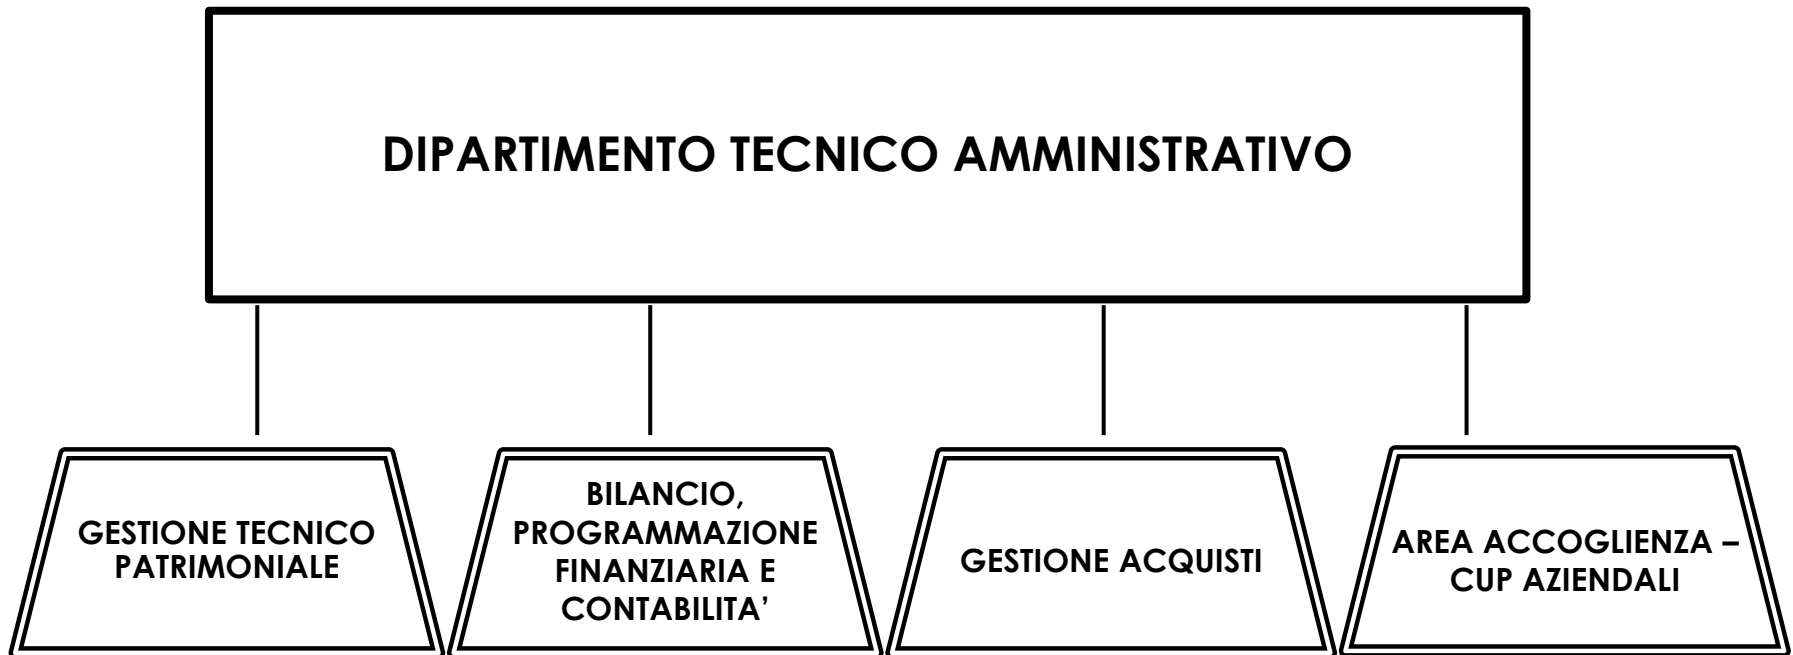 DIPARTIMENTO TECNICO AMMINISTRATIVO
GESTIONE TECNICO
PATRIMONIALE
BILANCIO,
PROGRAMMAZIONE
FINANZIARIA E
CONTABILITA’
GESTIONE ACQUISTI
AREA ACCOGLIENZA –
CUP AZIENDALI